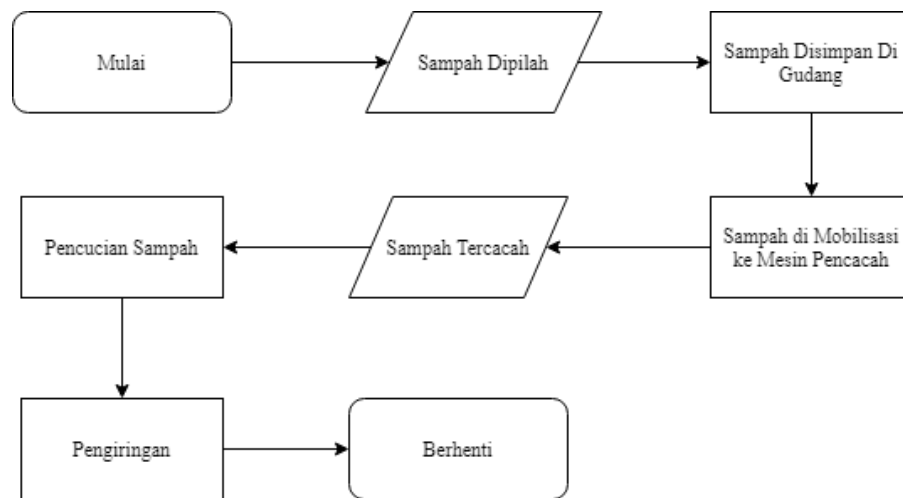 Mulai
Sampah Dipilah
Sampah Disimpan Di
Gudang
Sampah di Mobilisasi
ke Mesin Pencacah
Sampah Tercacah
Pencucian Sampah
Pengiringan
Berhenti